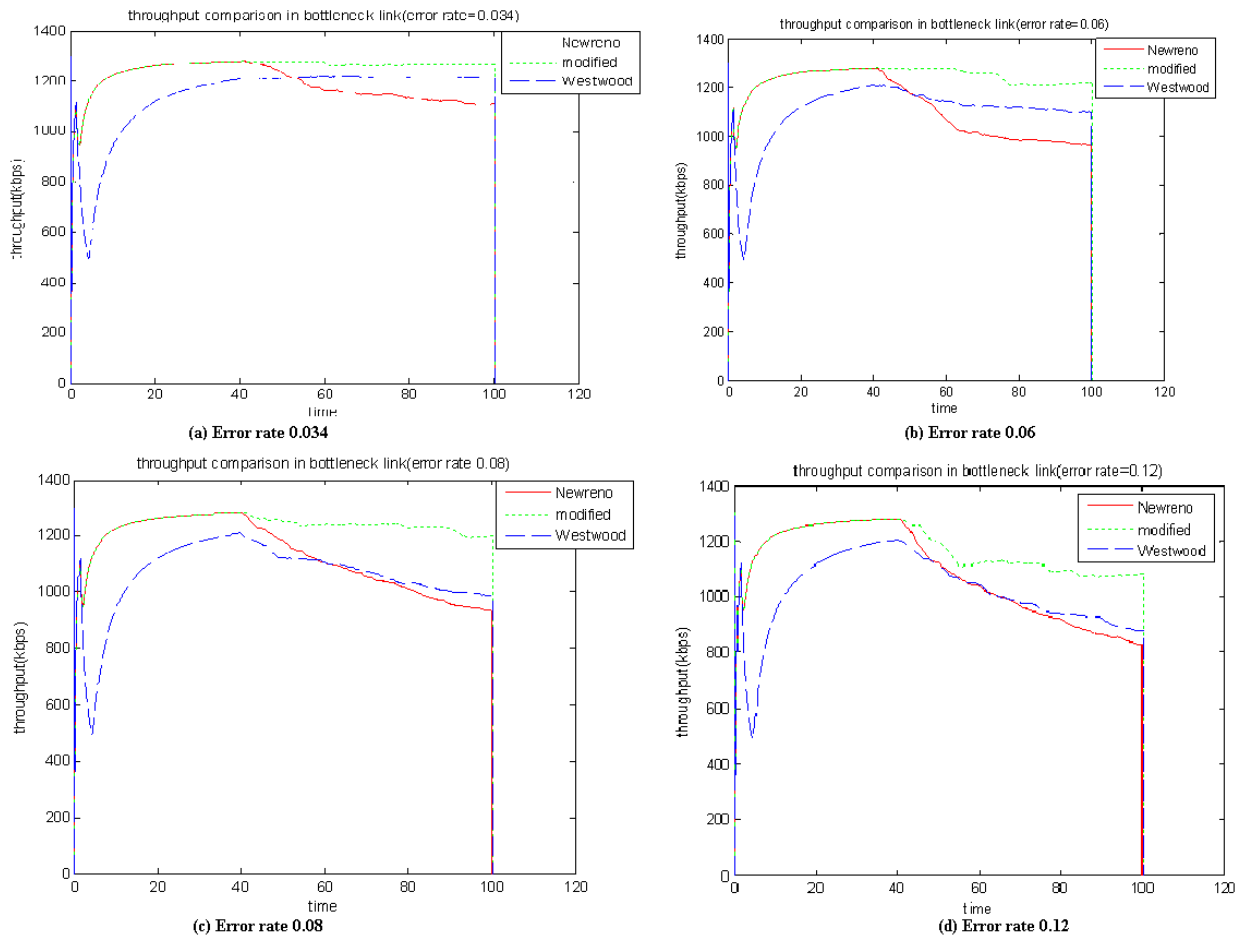 throughput comparison in bottleneck link(error rate=0.034)
1400
1200
1000
800
600
400
200
0
throughput(kbps)
Newreno
modified
Westwood
0 20 40 60 80 100 120
time
(a) Error rate 0.034
throughput comparison in bottleneck link(error rate=0.06)
1400
1200
1000
800
600
400
200
0
throughput(kbps)
Newreno
modified
Westwood
0 20 40 60 80 100 120
time
(b) Error rate 0.06
throughput comparison in bottleneck link(error rate 0.08)
1400
1200
1000
800
600
400
200
0
throughput(kbps)
Newreno
modified
Westwood
0 20 40 60 80 100 120
time
(c) Error rate 0.08
throughput comparison in bottleneck link(error rate=0.12)
1400
1200
1000
800
600
400
200
0
throughput(kbps)
Newreno
modified
Westwood
0 20 40 60 80 100 120
time
(d) Error rate 0.12